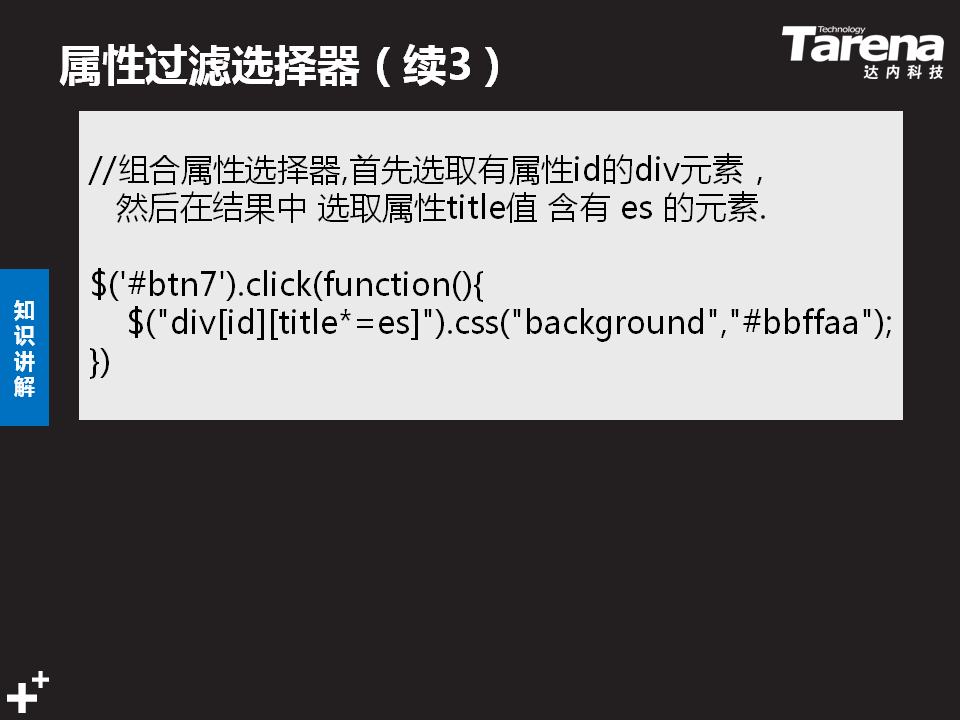 属性过滤选择器（续3）
Technology
Tarena
达内科技
//组合属性选择器,首先选取有属性id的div元素，
然后在结果中 选取属性title值 含有 es 的元素.
$('#btn7').click(function(){
$("div[id][title*=es]").css("background","#bbffaa");
})
知识讲解